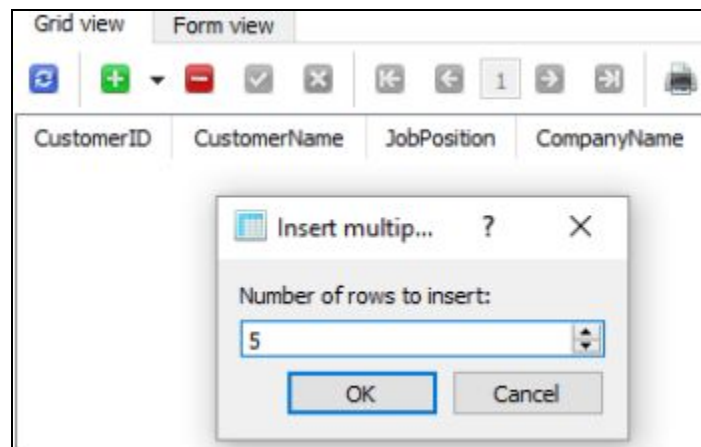 Grid view Form view
1
CustomerID CustomerName JobPosition CompanyName
Insert multip... ?
Number of rows to insert:
5
OK Cancel